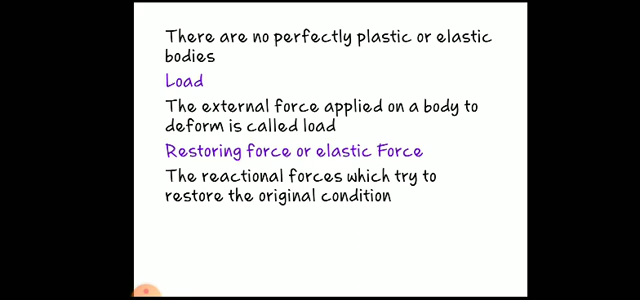 There are no perfectly plastic or elastic
bodies
Load
The external force applied on a body to
deform is called load
Restoring force or elastic Force
The reactional forces which try to
restore the original condition